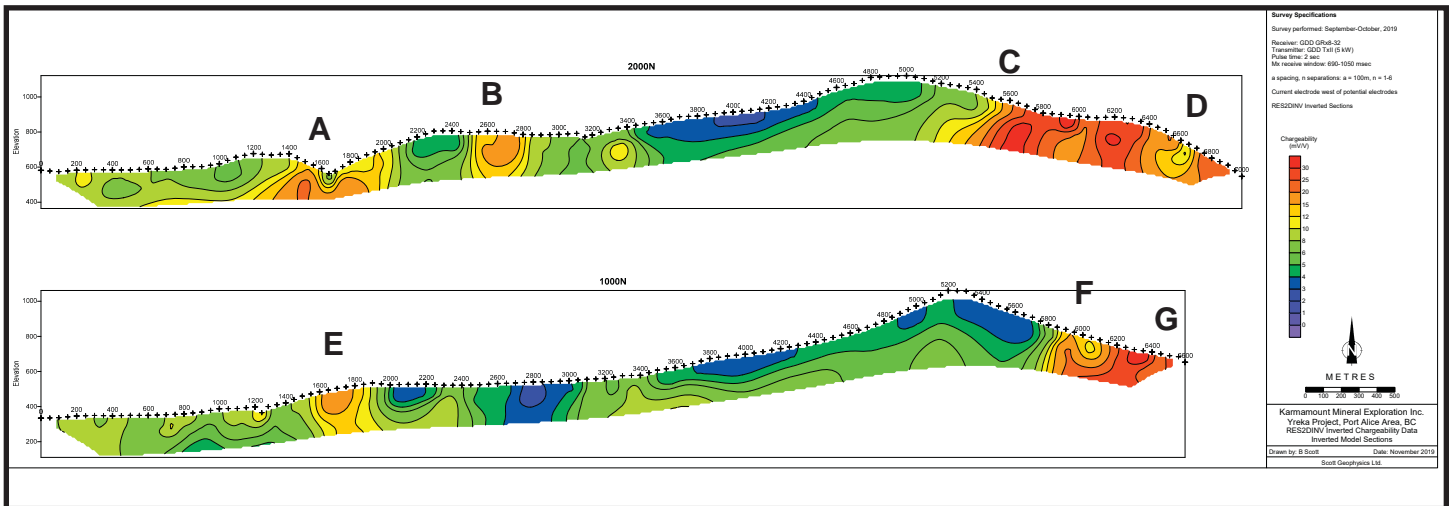 2000N
A
B
C
D
Elevation
1000
800
600
400
0 200 400 600 800 1000 1200 1400 1600 1800 2000 2200 2400 2600 2800 3200 3400 3600 3800 4000 4200 4400 4600 4800 5000 5200 5400 5600 5800 6000 6200 6400 6600 6800
1000N
E
F
G
Elevation
1000
800
600
400
200
0 200 400 600 800 1000 1200 1400 1600 1800 2000 2200 2400 2600 2800 3000 3200 3400 3600 3800 4000 4200 4400 4600 4800 5000 5200 5400 5600 5800 6000 6200 6400
Survey Specifications
Survey performed: September-October, 2019
Receiver: GDD GRx8-32
Transmitter: GDD TxII (5 kW)
Pulse time: 2 sec
Mx receive window: 690-1050 msec
a spacing, n separations: a = 100m, n = 1-6
Current electrode west of potential electrodes
RES2DINV Inverted Sections
Chargeability
(mV/V)
30
25
20
15
12
10
8
6
5
4
3
2
1
0
N
METRES
0 100 200 300 400 500
Karmamount Mineral Exploration Inc.
Yreka Project, Port Alice Area, BC
RES2DINV Inverted Chargeability Data
Inverted Model Sections
Drawn by: B Scott Date: November 2019
Scott Geophysics Ltd.